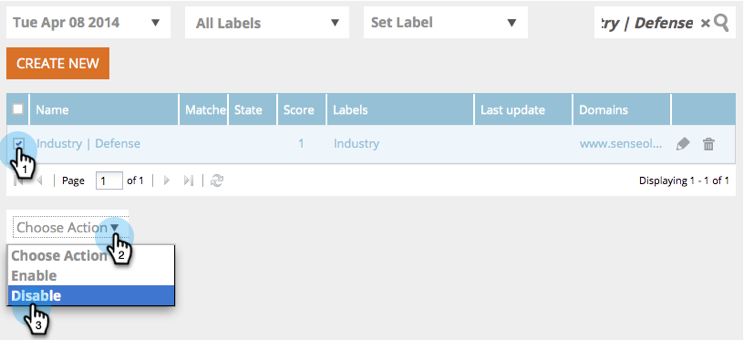 Tue Apr 08 2014 All Labels Set Label :ry | Defense ×
CREATE NEW
Name Matche State Score Labels Last update Domains
Industry | Defense 1 Industry www.senseol...
1
Page 1 of 1 Displaying 1 - 1 of 1
Choose Action
2
Choose Action
Enable
Disable
3